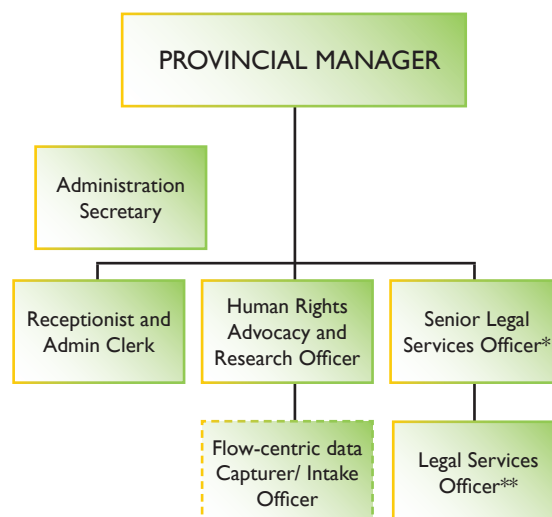 PROVINCIAL MANAGER
Administration
Secretary
Receptionist and
Admin Clerk
Human Rights
Advocacy and
Research Officer
Senior Legal
Services Officer*
Flow-centric data
Capturer/ Intake
Officer
Legal Services
Officer**